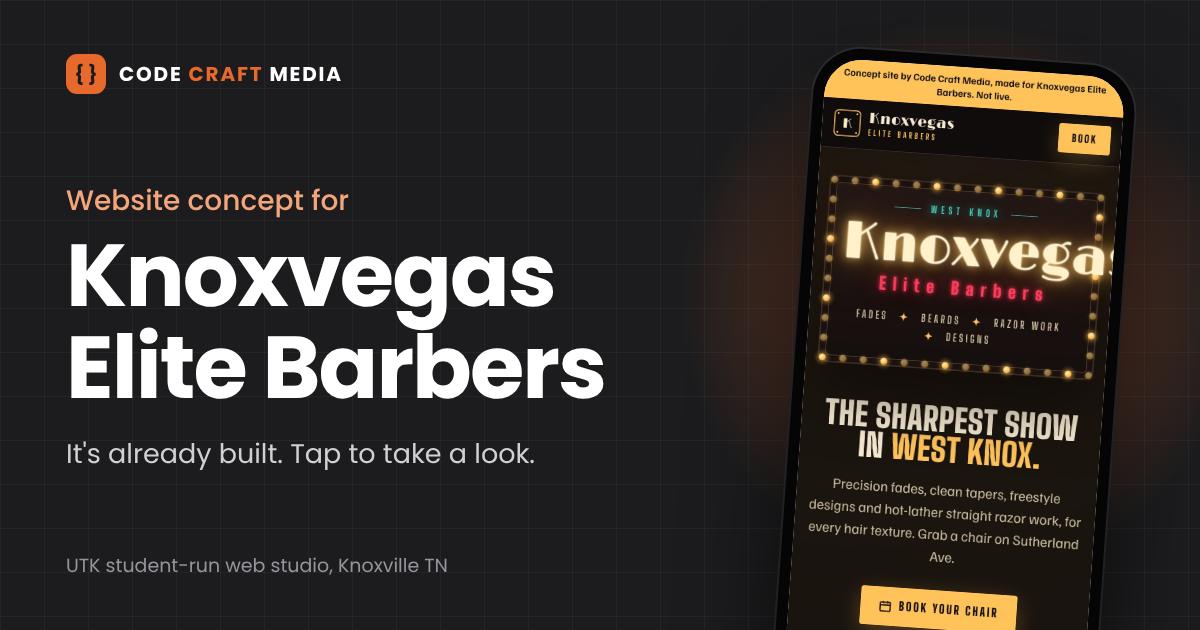 { } CODE CRAFT MEDIA
Website concept for
Knoxvegas
Elite Barbers
It's already built. Tap to take a look.
UTK student-run web studio, Knoxville TN
Concept site by Code Craft Media, made for Knoxvegas Elite
Barbers. Not live.
K
Knoxvegas
ELITE BARBERS
BOOK
WEST KNOX
Knoxvegas
Elite Barbers
FADES ✦ BEARDS ✦ RAZOR WORK
✦ DESIGNS
THE SHARPEST SHOW
IN WEST KNOX.
Precision fades, clean tapers, freestyle
designs and hot-lather straight razor work, for
every hair texture. Grab a chair on Sutherland
Ave.
BOOK YOUR CHAIR